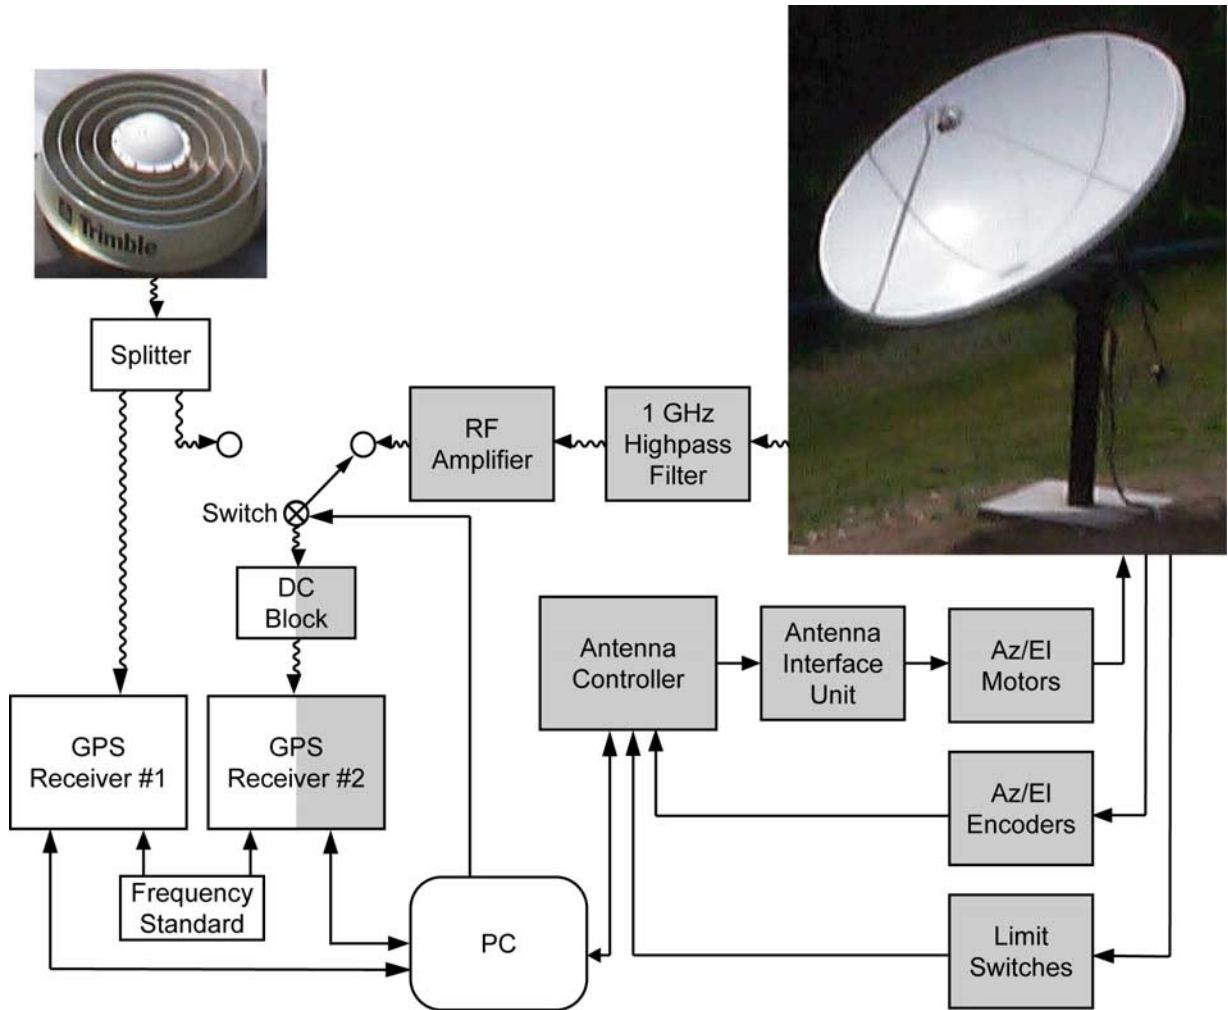 Trimble
Splitter
RF
Amplifier
1 GHz
Highpass
Filter
Switch
DC
Block
Antenna
Controller
Antenna
Interface
Unit
Az/El
Motors
GPS
Receiver #1
GPS
Receiver #2
Az/El
Encoders
Frequency
Standard
PC
Limit
Switches